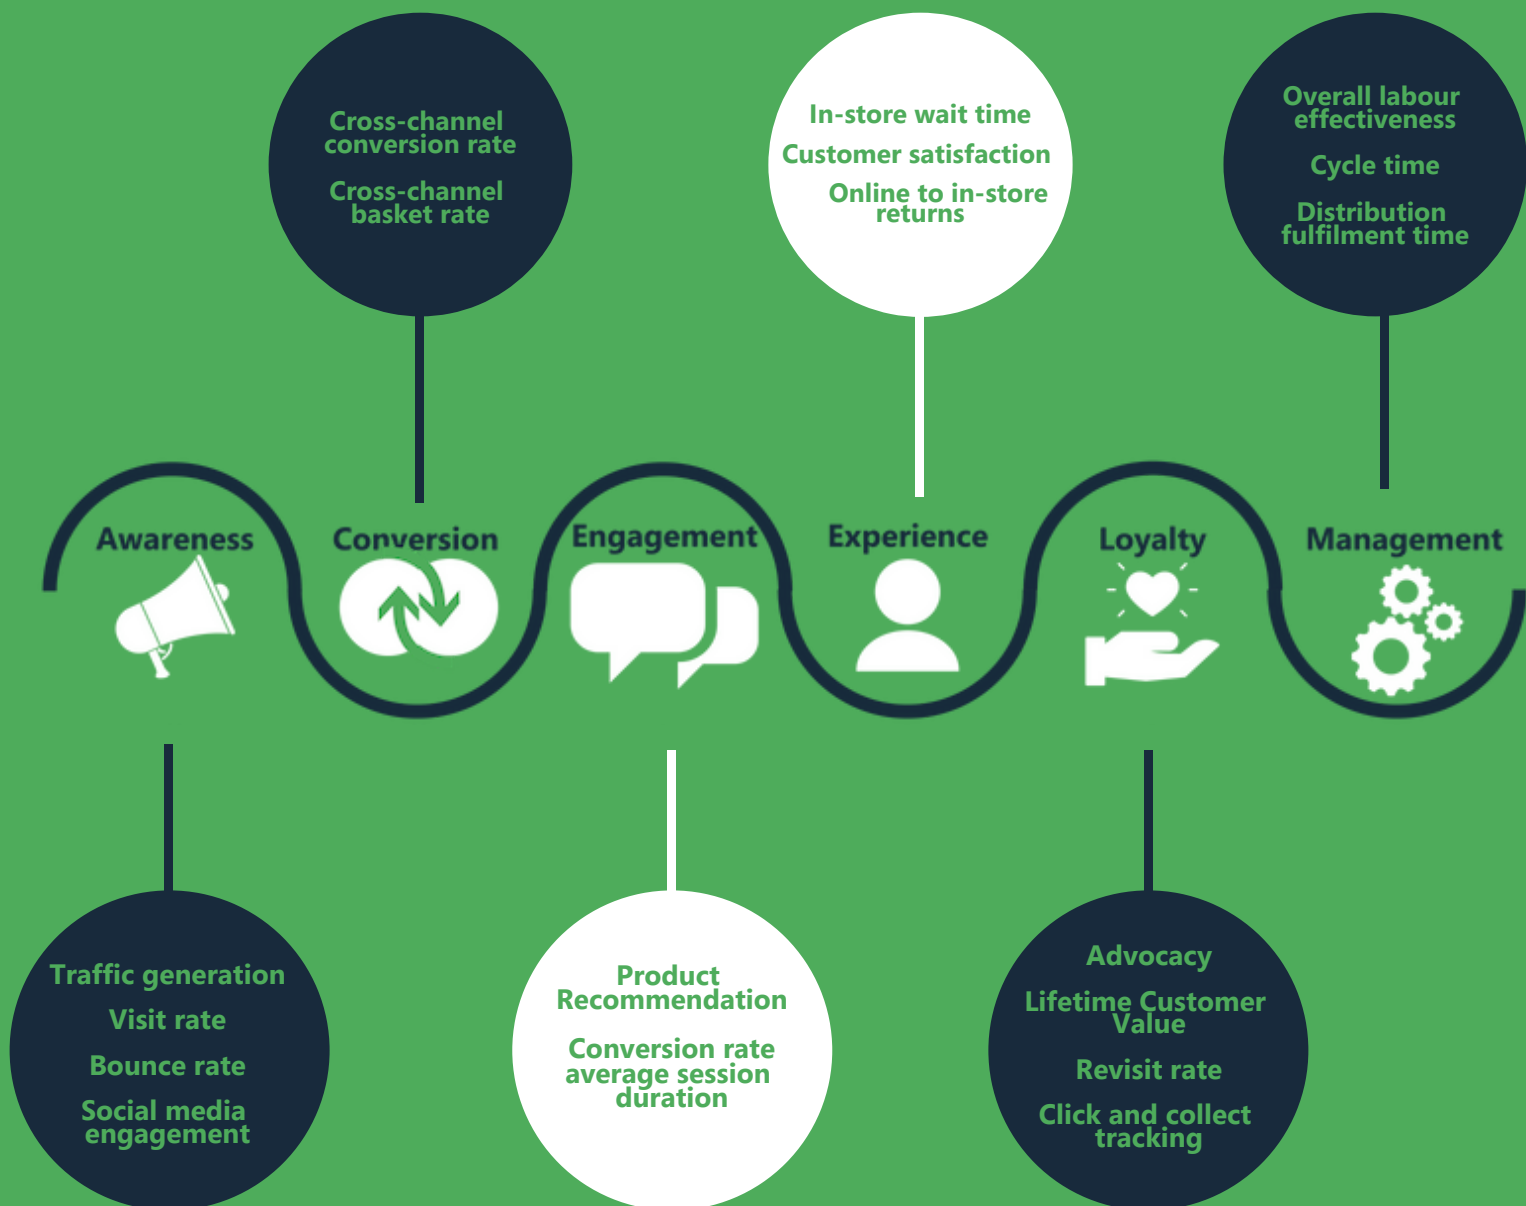 Cross-channel
conversion rate
Cross-channel
basket rate
In-store wait time
Customer satisfaction
Online to in-store
returns
Overall labour
effectiveness
Cycle time
Distribution
fulfilment time
Awareness
Conversion
Engagement
Experience
Loyalty
Management
Traffic generation
Visit rate
Bounce rate
Social media
engagement
Product
Recommendation
Conversion rate
average session
duration
Advocacy
Lifetime Customer
Value
Revisit rate
Click and collect
tracking